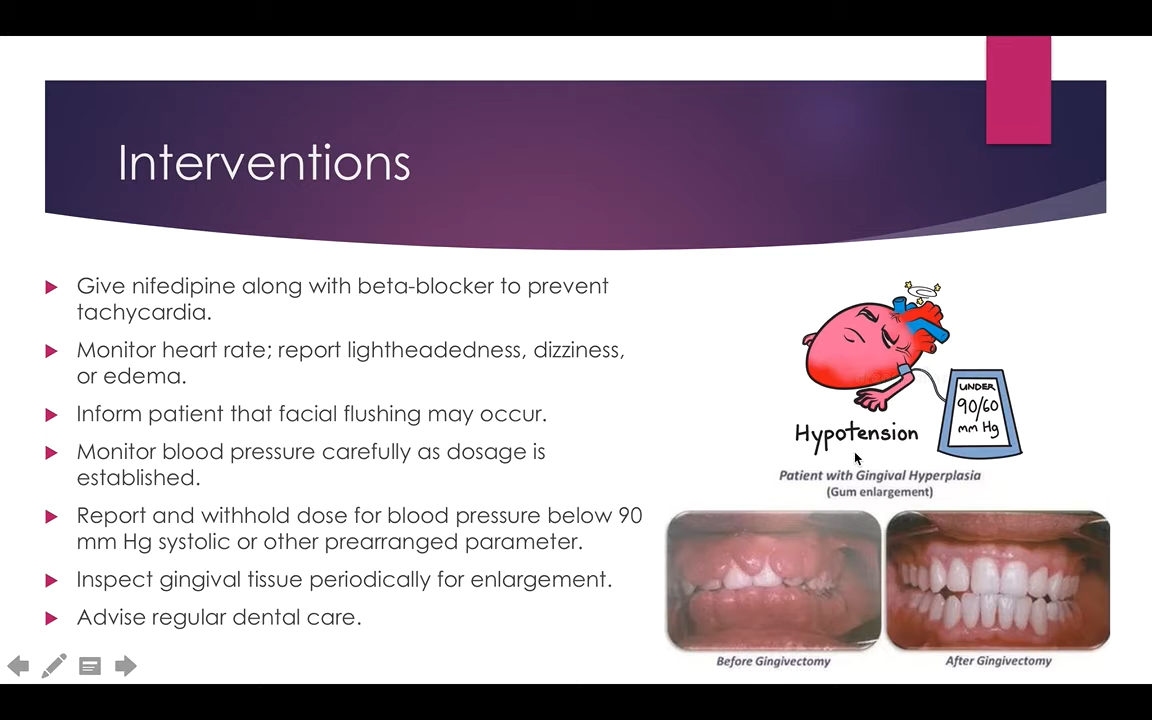 Interventions
Give nifedipine along with beta-blocker to prevent
tachycardia.
Monitor heart rate; report lightheadedness, dizziness,
or edema.
Inform patient that facial flushing may occur.
Monitor blood pressure carefully as dosage is
established.
Report and withhold dose for blood pressure below 90
mm Hg systolic or other prearranged parameter.
Inspect gingival tissue periodically for enlargement.
Advise regular dental care.
UNDER
90/60
mm Hg
Hypotension
Patient with Gingival Hyperplasia
(Gum enlargement)
Before Gingivectomy
After Gingivectomy